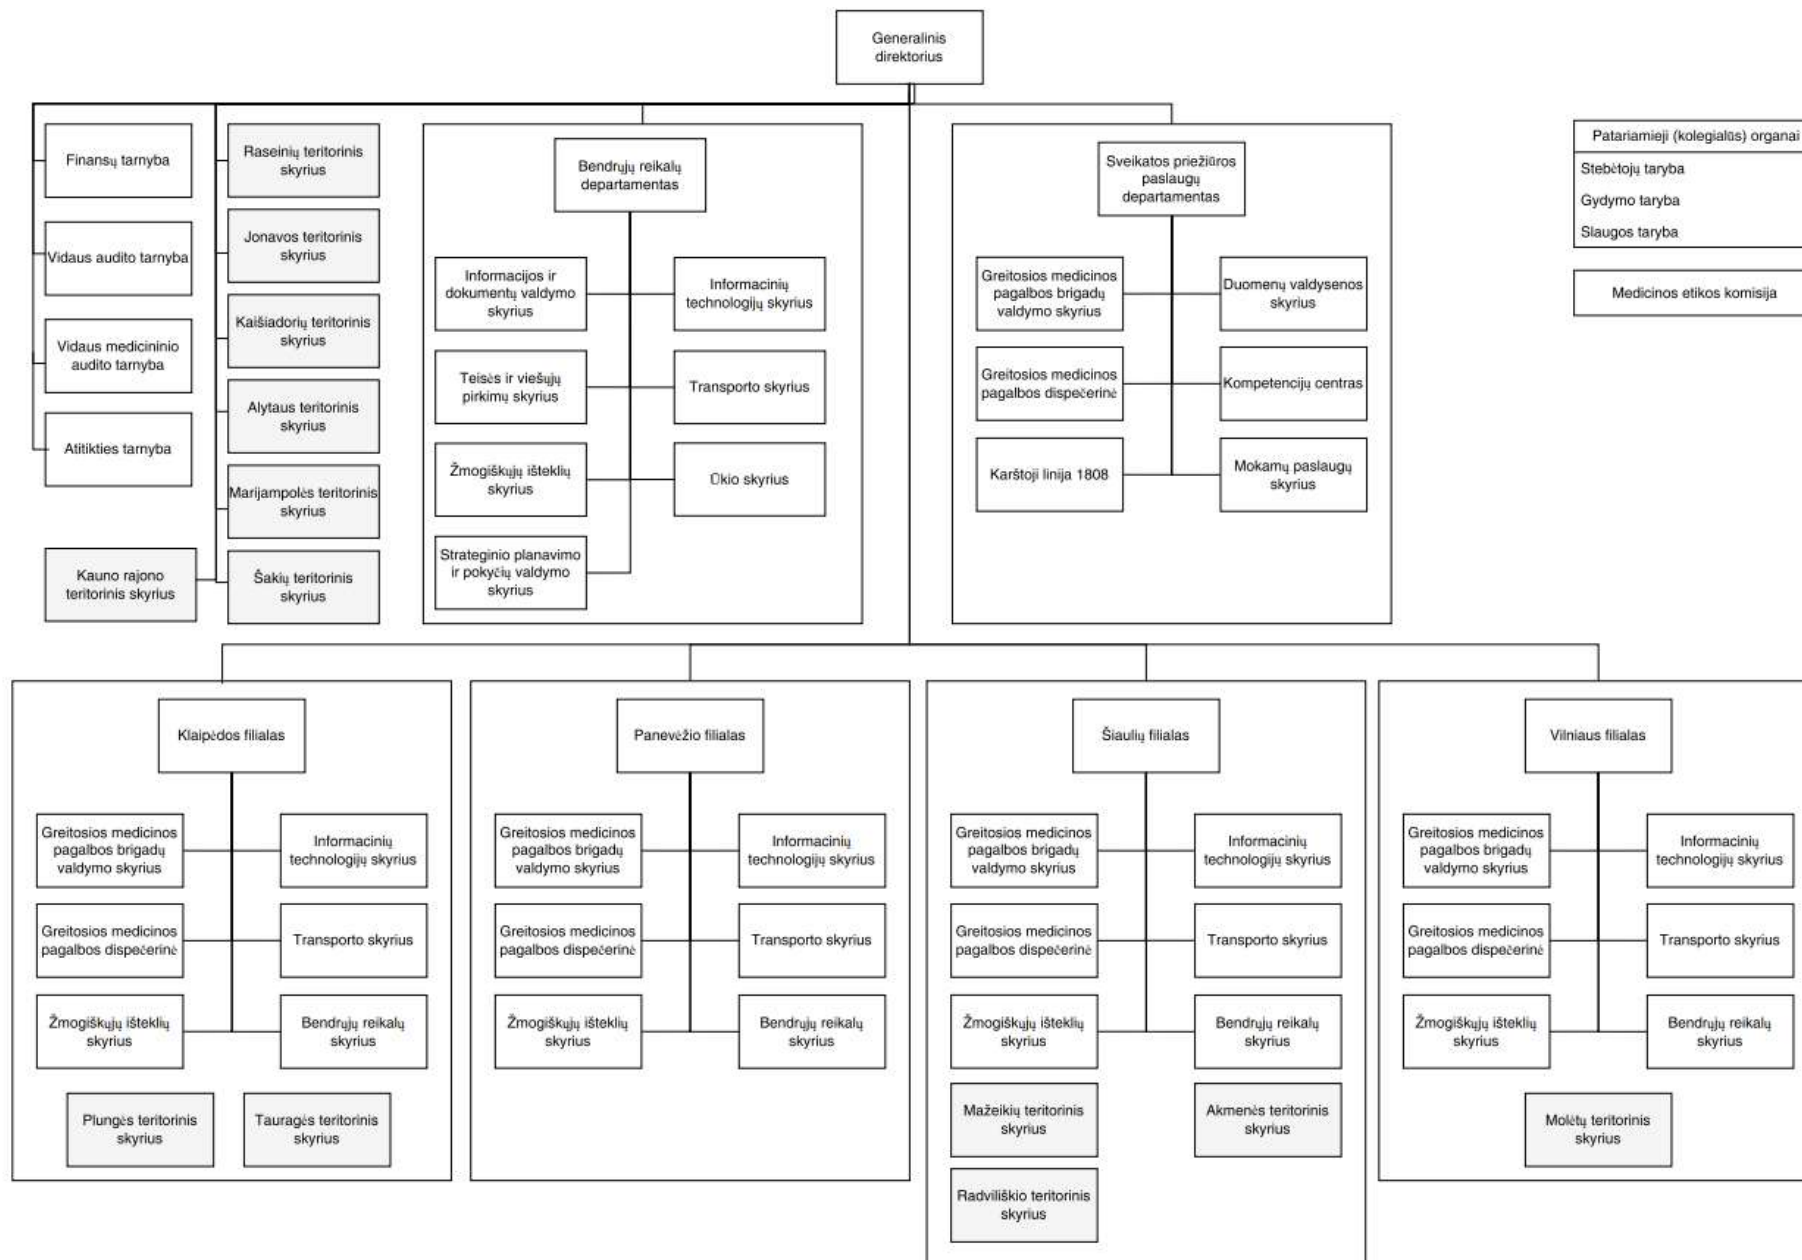 Generalinis
direktorius
Finansų tarnyba
Vidaus audito tarnyba
Vidaus medicininio
audito tarnyba
Atitikties tarnyba
Kauno rajono
teritorinis skyrius
Raseinių teritorinis
skyrius
Jonavos teritorinis
skyrius
Kaišiadorių teritorinis
skyrius
Alytaus teritorinis
skyrius
Marijampolės teritorinis
skyrius
Šakių teritorinis
skyrius
Bendrųjų reikalų
departamentas
Informacijos ir
dokumentų valdymo
skyrius
Informacinių
technologijų skyrius
Teisės ir viešųjų
pirkimų skyrius
Transporto skyrius
Žmogiškųjų išteklių
skyrius
Ūkio skyrius
Strateginio planavimo
ir pokyčių valdymo
skyrius
Sveikatos priežiūros
paslaugų
departamentas
Greitosios medicinos
pagalbos brigadų
valdymo skyrius
Duomenų valdysenos
skyrius
Greitosios medicinos
pagalbos dispečerinė
Kompetencijų centras
Karštoji linija 1808
Mokamų paslaugų
skyrius
Patariamieji (kolegialūs) organai
Stebėtojų taryba
Gydymo taryba
Slaugos taryba
Medicinos etikos komisija
Klaipėdos filialas
Greitosios medicinos
pagalbos brigadų
valdymo skyrius
Informacinių
technologijų skyrius
Greitosios medicinos
pagalbos dispečerinė
Transporto skyrius
Žmogiškųjų išteklių
skyrius
Bendrųjų reikalų
skyrius
Plungės teritorinis
skyrius
Tauragės teritorinis
skyrius
Panevėžio filialas
Greitosios medicinos
pagalbos brigadų
valdymo skyrius
Informacinių
technologijų skyrius
Greitosios medicinos
pagalbos dispečerinė
Transporto skyrius
Žmogiškųjų išteklių
skyrius
Bendrųjų reikalų
skyrius
Šiaulių filialas
Greitosios medicinos
pagalbos brigadų
valdymo skyrius
Informacinių
technologijų skyrius
Greitosios medicinos
pagalbos dispečerinė
Transporto skyrius
Žmogiškųjų išteklių
skyrius
Bendrųjų reikalų
skyrius
Mažeikių teritorinis
skyrius
Akmenės teritorinis
skyrius
Radviliškio teritorinis
skyrius
Vilniaus filialas
Greitosios medicinos
pagalbos brigadų
valdymo skyrius
Informacinių
technologijų skyrius
Greitosios medicinos
pagalbos dispečerinė
Transporto skyrius
Žmogiškųjų išteklių
skyrius
Bendrųjų reikalų
skyrius
Molėtų teritorinis
skyrius